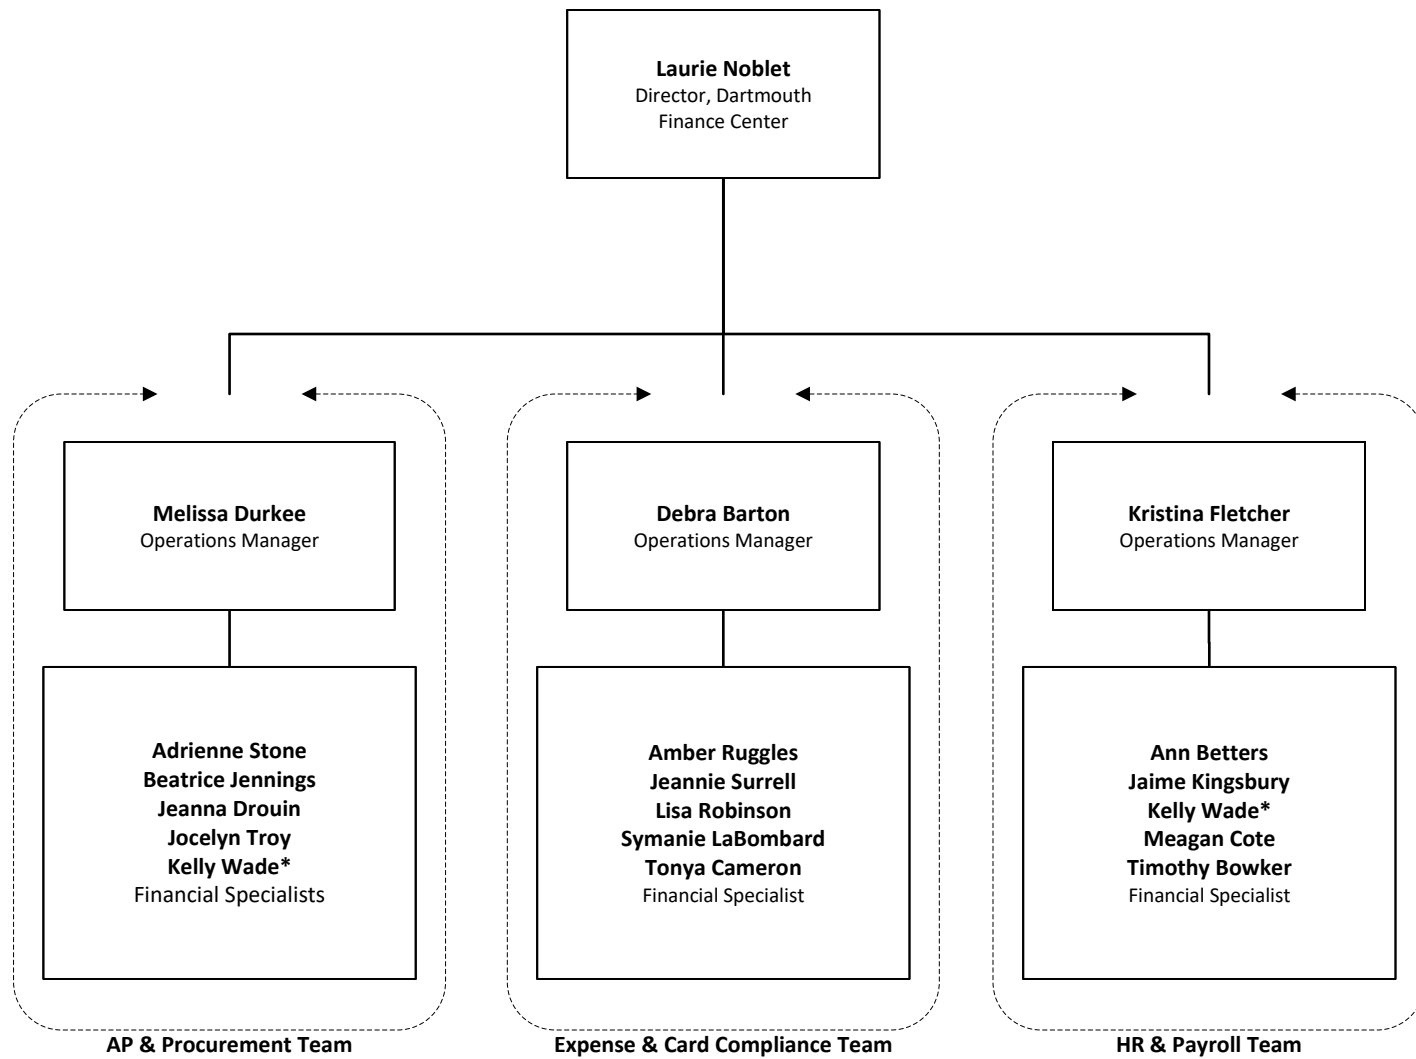 Laurie Noblet
Director, Dartmouth
Finance Center
Melissa Durkee
Operations Manager
Debra Barton
Operations Manager
Kristina Fletcher
Operations Manager
Adrienne Stone
Beatrice Jennings
Jeanna Drouin
Jocelyn Troy
Kelly Wade*
Financial Specialists
Amber Ruggles
Jeannie Surrell
Lisa Robinson
Symanie LaBombard
Tonya Cameron
Financial Specialist
Ann Betters
Jaime Kingsbury
Kelly Wade*
Meagan Cote
Timothy Bowker
Financial Specialist
AP & Procurement Team
Expense & Card Compliance Team
HR & Payroll Team